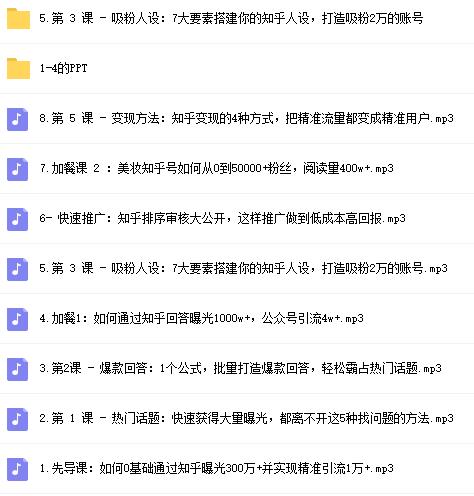 5.第 3 课 - 吸粉人设：7大要素搭建你的知乎人设，打造吸粉2万的账号
1-4的PPT
8.第 5 课 - 变现方法：知乎变现的4种方式，把精准流量都变成精准用户.mp3
7.加餐课 2 ：美妆知乎号如何从0到50000+粉丝，阅读量400w+.mp3
6- 快速推广：知乎排序审核大公开，这样推广做到低成本高回报.mp3
5.第 3 课 - 吸粉人设：7大要素搭建你的知乎人设，打造吸粉2万的账号.mp3
4.加餐1：如何通过知乎回答曝光1000w+，公众号引流4w+.mp3
3.第2课 - 爆款回答：1个公式，批量打造爆款回答，轻松霸占热门话题.mp3
2.第 1 课 - 热门话题：快速获得大量曝光，都离不开这5种找问题的方法.mp3
1.先导课：如何0基础通过知乎曝光300万+并实现精准引流1万+.mp3